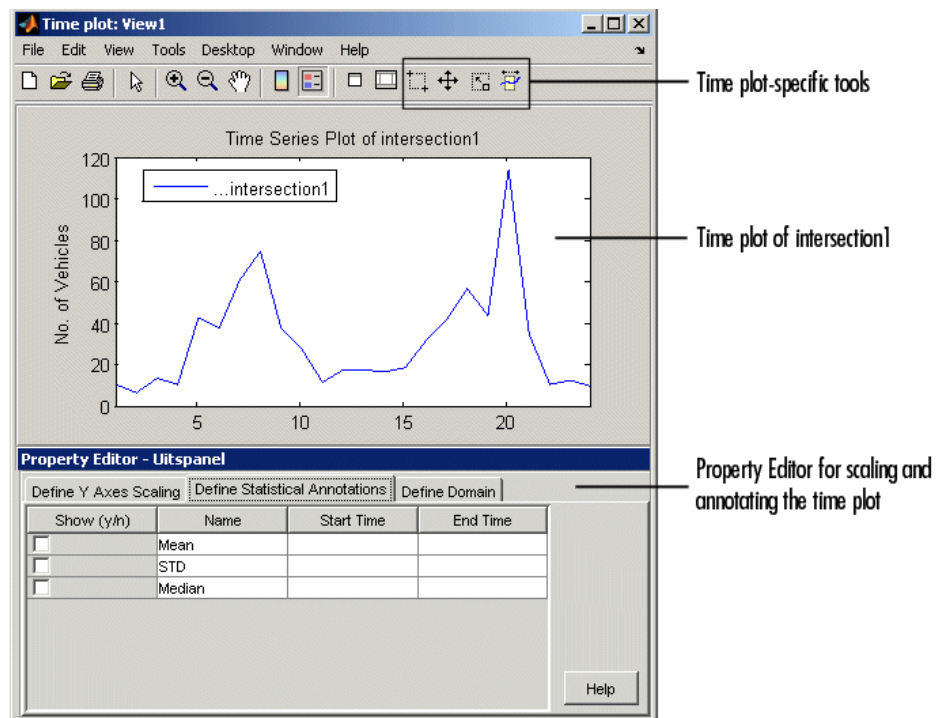 Time plot: View1
File Edit View Tools Desktop Window Help
Time plot-specific tools
Time Series Plot of intersection1
120
100
80
60
40
20
0
No. of Vehicles
...intersection1
5 10 15 20
Time plot of intersection1
Property Editor - Uitspanel
Define Y Axes Scaling Define Statistical Annotations Define Domain
Show (y/n) Name Start Time End Time
Mean
STD
Median
Help
Property Editor for scaling and
annotating the time plot